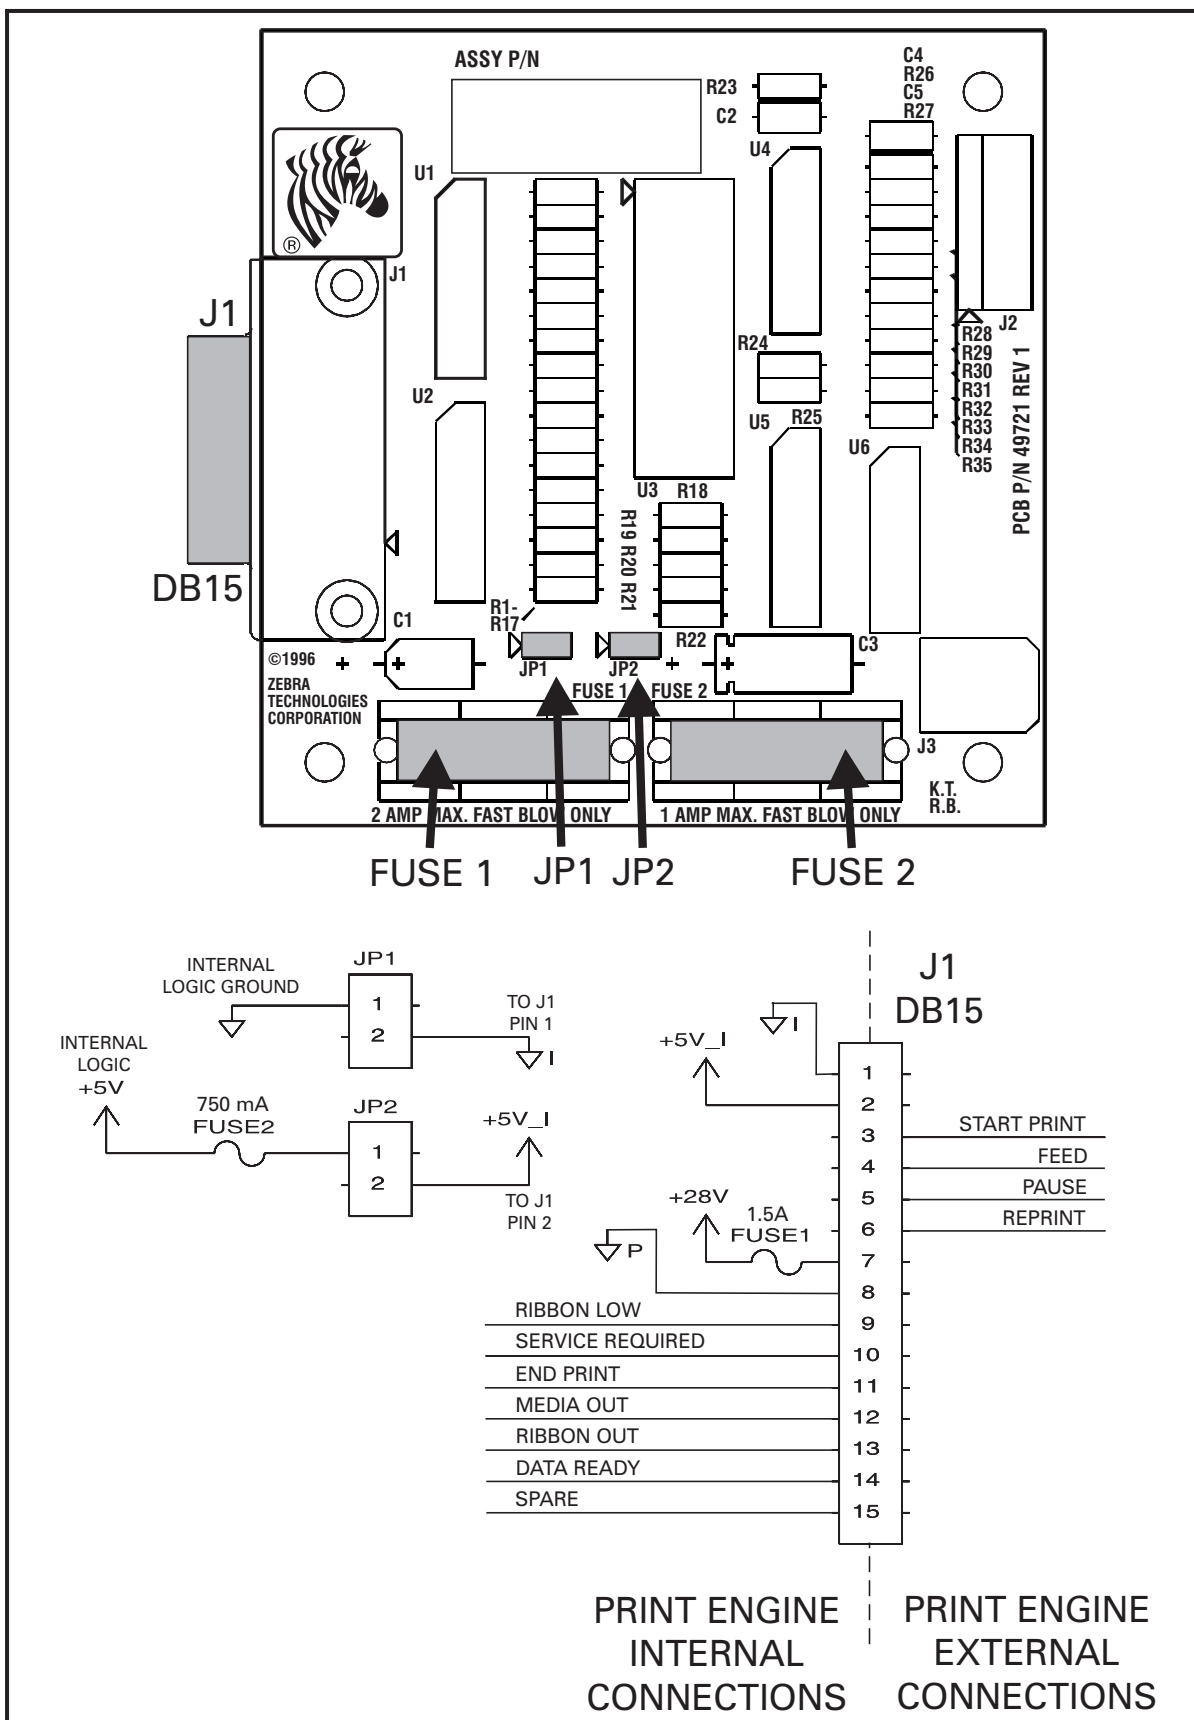 ASSY P/N
C4
R26
C5
R27
R23
C2
U4
U1
®
J1
J1
J2
R28
R29
R30
R31
R32
R33
R34
R35
PCB P/N 49721 REV 1
R24
U2
U5
R25
U6
U3
R18
R19 R20 R21
DB15
R1-
R17
C1
R22
C3
©1996
ZEBRA
TECHNOLOGIES
CORPORATION
JP1
JP2
FUSE 1
FUSE 2
J3
K.T.
R.B.
2 AMP MAX. FAST BLOW ONLY
1 AMP MAX. FAST BLOW ONLY
FUSE 1
JP1
JP2
FUSE 2
INTERNAL
LOGIC GROUND
JP1
1
2
TO J1
PIN 1
I
INTERNAL
LOGIC
+5V
750 mA
FUSE2
JP2
1
2
+5V_I
TO J1
PIN 2
J1
DB15
I
+5V_I
1
2
3
START PRINT
4
FEED
5
PAUSE
6
REPRINT
+28V
1.5A
FUSE1
7
P
8
RIBBON LOW
9
SERVICE REQUIRED
10
END PRINT
11
MEDIA OUT
12
RIBBON OUT
13
DATA READY
14
SPARE
15
PRINT ENGINE
INTERNAL
CONNECTIONS
PRINT ENGINE
EXTERNAL
CONNECTIONS